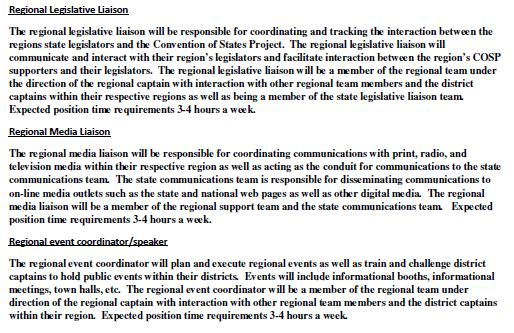 Regional Legislative Liaison
The regional legislative liaison will be responsible for coordinating and tracking the interaction between the
regions state legislators and the Convention of States Project. The regional legislative liaison will
communicate and interact with their region's legislators and facilitate interaction between the region's COSP
supporters and their legislators. The regional legislative liaison will be a member of the regional team under
the direction of the regional captain with interaction with other regional team members and the district
captains within their respective regions as well as being a member of the state legislative liaison team.
Expected position time requirements 3-4 hours a week.
Regional Media Liaison
The regional media liaison will be responsible for coordinating communications with print, radio, and
television media within their respective region as well as acting as the conduit for communications to the state
communications team. The state communications team is responsible for disseminating communications to
on-line media outlets such as the state and national web pages as well as other digital media. The regional
media liaison will be a member of the regional support team and the state communications team. Expected
position time requirements 3-4 hours a week.
Regional event coordinator/speaker
The regional event coordinator will plan and execute regional events as well as train and challenge district
captains to hold public events within their districts. Events will include informational booths, informational
meetings, town halls, etc. The regional event coordinator will be a member of the regional team under
direction of the regional captain with interaction with other regional team members and the district captains
within their region. Expected position time requirements 3-4 hours a week.